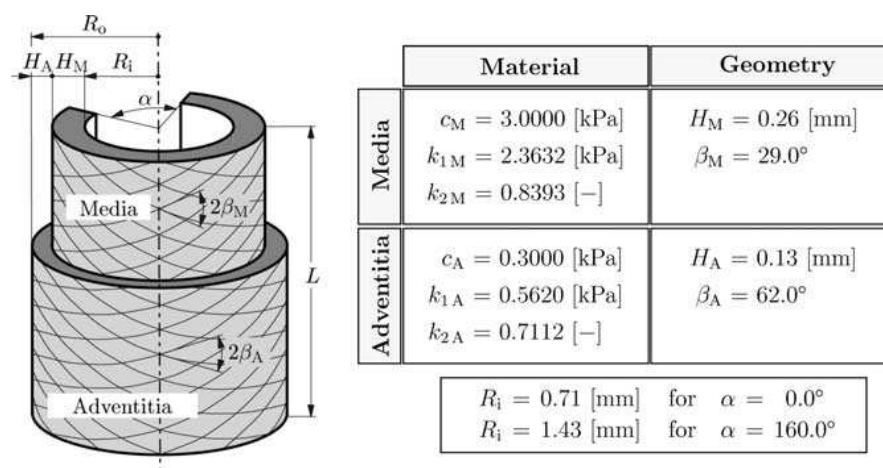 R_o
H_A H_M R_i
α
Media
2β_M
L
2β_A
Adventitia
Material Geometry
Media
c_M = 3.0000 [kPa] H_M = 0.26 [mm]
k_1M = 2.3632 [kPa] β_M = 29.0°
k_2M = 0.8393 [−]
Adventitia
c_A = 0.3000 [kPa] H_A = 0.13 [mm]
k_1A = 0.5620 [kPa] β_A = 62.0°
k_2A = 0.7112 [−]
R_i = 0.71 [mm] for α = 0.0°
R_i = 1.43 [mm] for α = 160.0°